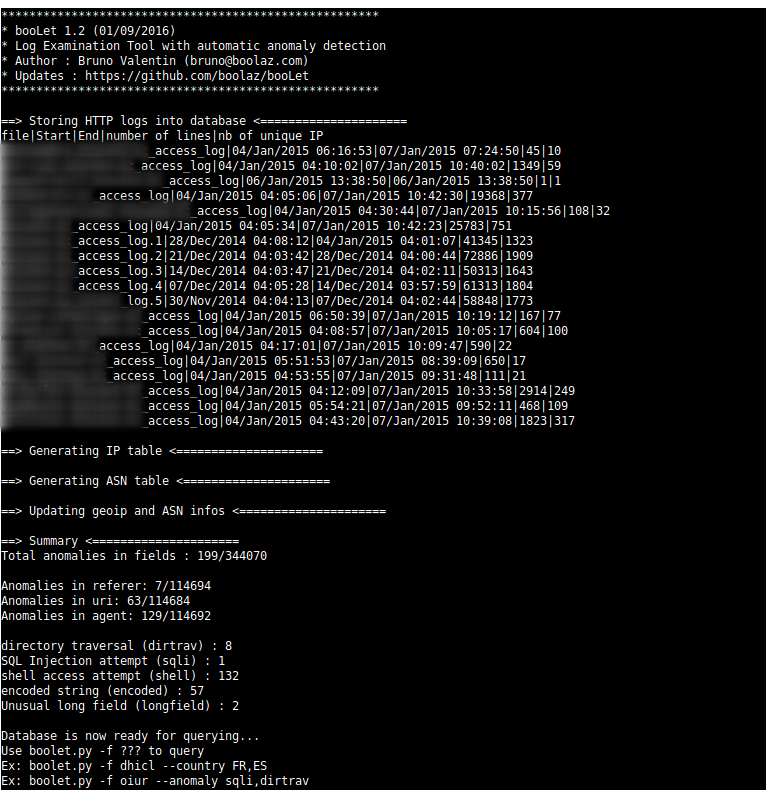 ******************************************************
* booLet 1.2 (01/09/2016)
* Log Examination Tool with automatic anomaly detection
* Author : Bruno Valentin (bruno@boolaz.com)
* Updates : https://github.com/boolaz/booLet
******************************************************
==> Storing HTTP logs into database <=====================
file|Start|End|number of lines|nb of unique IP
_access_log|04/Jan/2015 06:16:53|07/Jan/2015 07:24:50|45|10
_access_log|04/Jan/2015 04:10:02|07/Jan/2015 10:40:02|1349|59
_access_log|06/Jan/2015 13:38:50|06/Jan/2015 13:38:50|1|1
access_log|04/Jan/2015 04:05:06|07/Jan/2015 10:42:30|19368|377
_access_log|04/Jan/2015 04:30:44|07/Jan/2015 10:15:56|108|32
_access_log|04/Jan/2015 04:05:34|07/Jan/2015 10:42:23|25783|751
_access_log.1|28/Dec/2014 04:08:12|04/Jan/2015 04:01:07|41345|1323
_access_log.2|21/Dec/2014 04:03:42|28/Dec/2014 04:00:44|72886|1909
_access_log.3|14/Dec/2014 04:03:47|21/Dec/2014 04:02:11|50313|1643
_access_log.4|07/Dec/2014 04:05:28|14/Dec/2014 03:57:59|61313|1804
_log.5|30/Nov/2014 04:04:13|07/Dec/2014 04:02:44|58848|1773
_access_log|04/Jan/2015 06:50:39|07/Jan/2015 10:19:12|167|77
_access_log|04/Jan/2015 04:08:57|07/Jan/2015 10:05:17|604|100
access_log|04/Jan/2015 04:17:01|07/Jan/2015 10:09:47|590|22
_access_log|04/Jan/2015 05:51:53|07/Jan/2015 08:39:09|650|17
_access_log|04/Jan/2015 04:53:55|07/Jan/2015 09:31:48|111|21
_access_log|04/Jan/2015 04:12:09|07/Jan/2015 10:33:58|2914|249
_access_log|04/Jan/2015 05:54:21|07/Jan/2015 09:52:11|468|109
_access_log|04/Jan/2015 04:43:20|07/Jan/2015 10:39:08|1823|317
==> Generating IP table <=====================
==> Generating ASN table <=====================
==> Updating geoip and ASN infos <=====================
==> Summary <=====================
Total anomalies in fields : 199/344070
Anomalies in referer: 7/114694
Anomalies in uri: 63/114684
Anomalies in agent: 129/114692
directory traversal (dirtrav) : 8
SQL Injection attempt (sqli) : 1
shell access attempt (shell) : 132
encoded string (encoded) : 57
Unusual long field (longfield) : 2
Database is now ready for querying...
Use boolet.py -f ??? to query
Ex: boolet.py -f dhicl --country FR,ES
Ex: boolet.py -f oiur --anomaly sqli,dirtrav